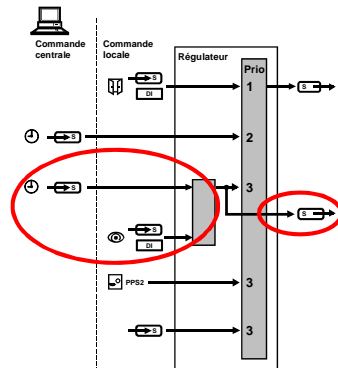 Commande centrale
Commande locale
Régulateur
Prio
S
DI
1
S
S
2
S
3
S
S
DI
PPS2
3
S
3